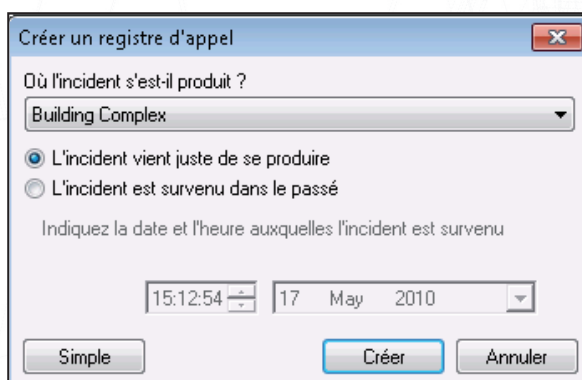 Créer un registre d'appel
Où l'incident s'est-il produit ?
Building Complex
L'incident vient juste de se produire
L'incident est survenu dans le passé
Indiquez la date et l'heure auxquelles l'incident est survenu
15:12:54 17 May 2010
Simple Créer Annuler